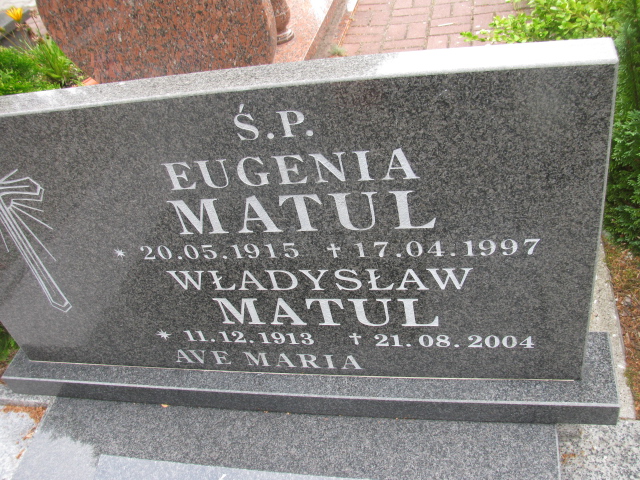 Ś.P.
EUGENIA
MATUL
* 20.05.1915 † 17.04.1997
WŁADYSŁAW
MATUL
* 11.12.1913 † 21.08.2004
AVE MARIA